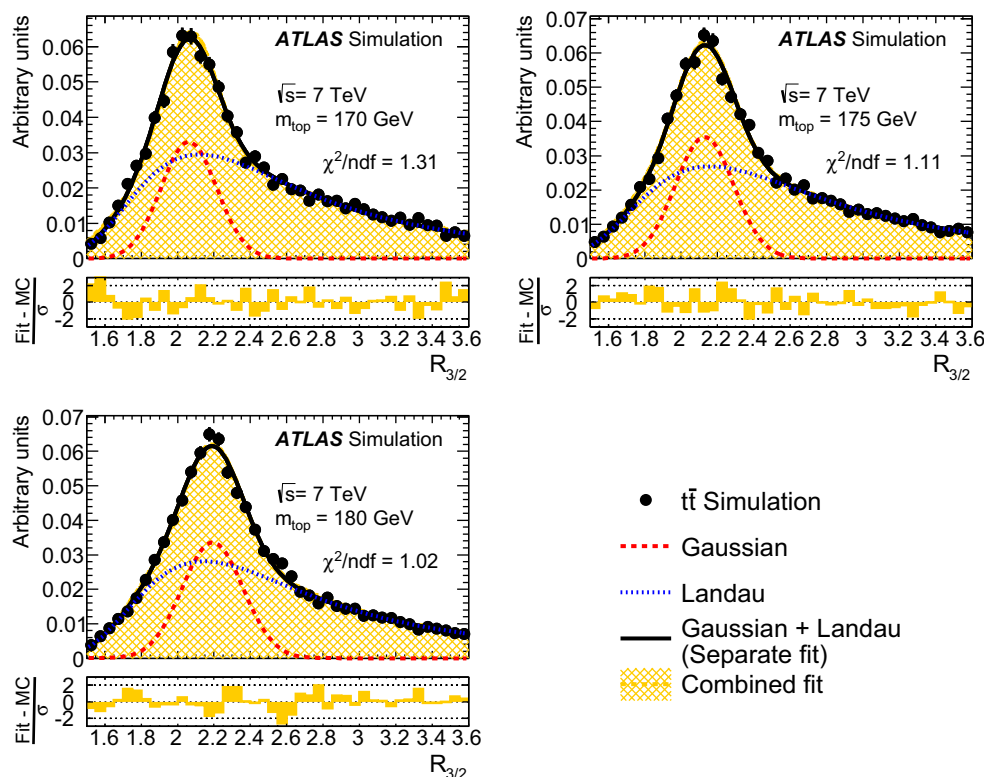 Arbitrary units
0.06
0.05
0.04
0.03
0.02
0.01
0
ATLAS Simulation
√s= 7 TeV
m_top = 170 GeV
χ²/ndf = 1.31
Fit - MC
σ
2
0
-2
1.6 1.8 2 2.2 2.4 2.6 2.8 3 3.2 3.4 3.6
R_3/2
Arbitrary units
0.06
0.05
0.04
0.03
0.02
0.01
0
ATLAS Simulation
√s= 7 TeV
m_top = 175 GeV
χ²/ndf = 1.11
Fit - MC
σ
2
0
-2
1.6 1.8 2 2.2 2.4 2.6 2.8 3 3.2 3.4 3.6
R_3/2
Arbitrary units
0.07
0.06
0.05
0.04
0.03
0.02
0.01
0
ATLAS Simulation
√s= 7 TeV
m_top = 180 GeV
χ²/ndf = 1.02
Fit - MC
σ
2
0
-2
1.6 1.8 2 2.2 2.4 2.6 2.8 3 3.2 3.4 3.6
R_3/2
tt̄ Simulation
Gaussian
Landau
Gaussian + Landau
(Separate fit)
Combined fit